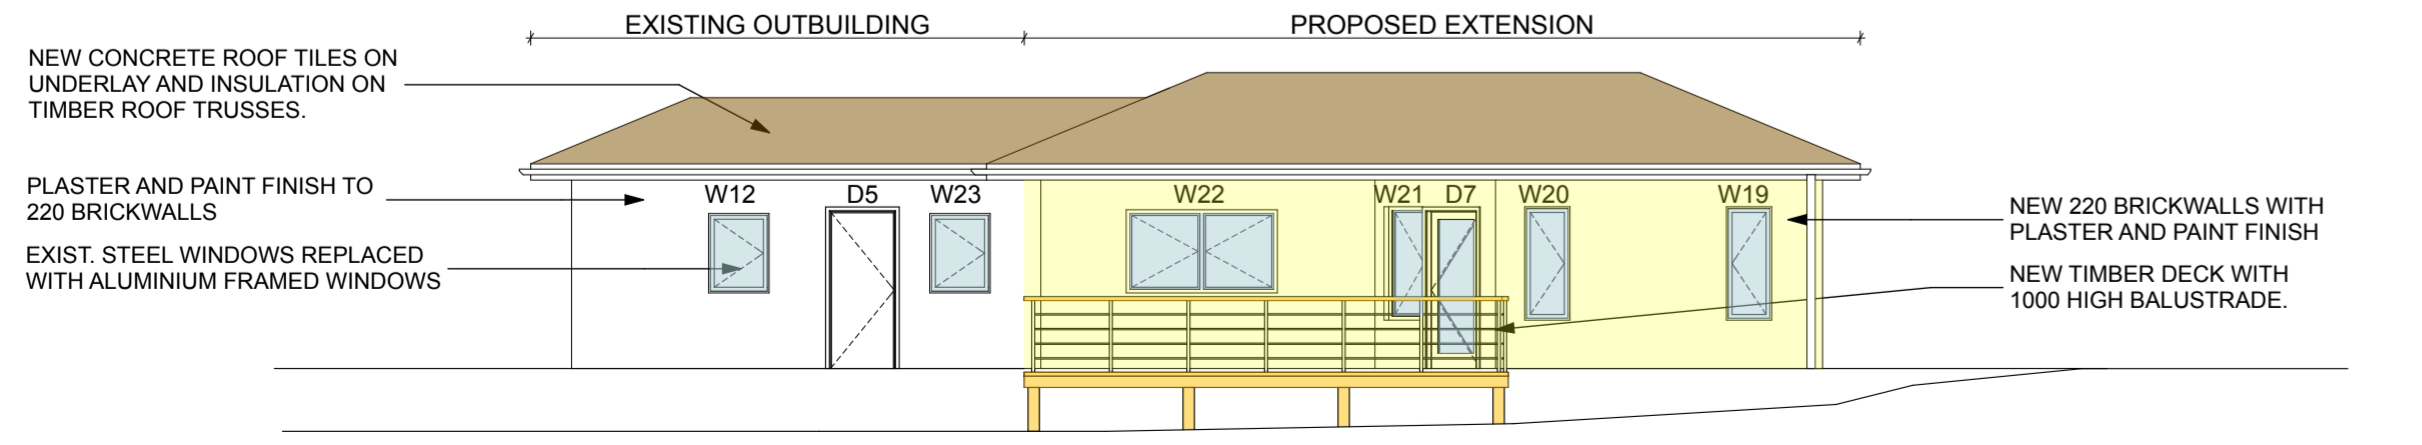 EXISTING OUTBUILDING
PROPOSED EXTENSION
NEW CONCRETE ROOF TILES ON
UNDERLAY AND INSULATION ON
TIMBER ROOF TRUSSES.
PLASTER AND PAINT FINISH TO
220 BRICKWALLS
EXIST. STEEL WINDOWS REPLACED
WITH ALUMINIUM FRAMED WINDOWS
W12
D5
W23
W22
W21
D7
W20
W19
NEW 220 BRICKWALLS WITH
PLASTER AND PAINT FINISH
NEW TIMBER DECK WITH
1000 HIGH BALUSTRADE.